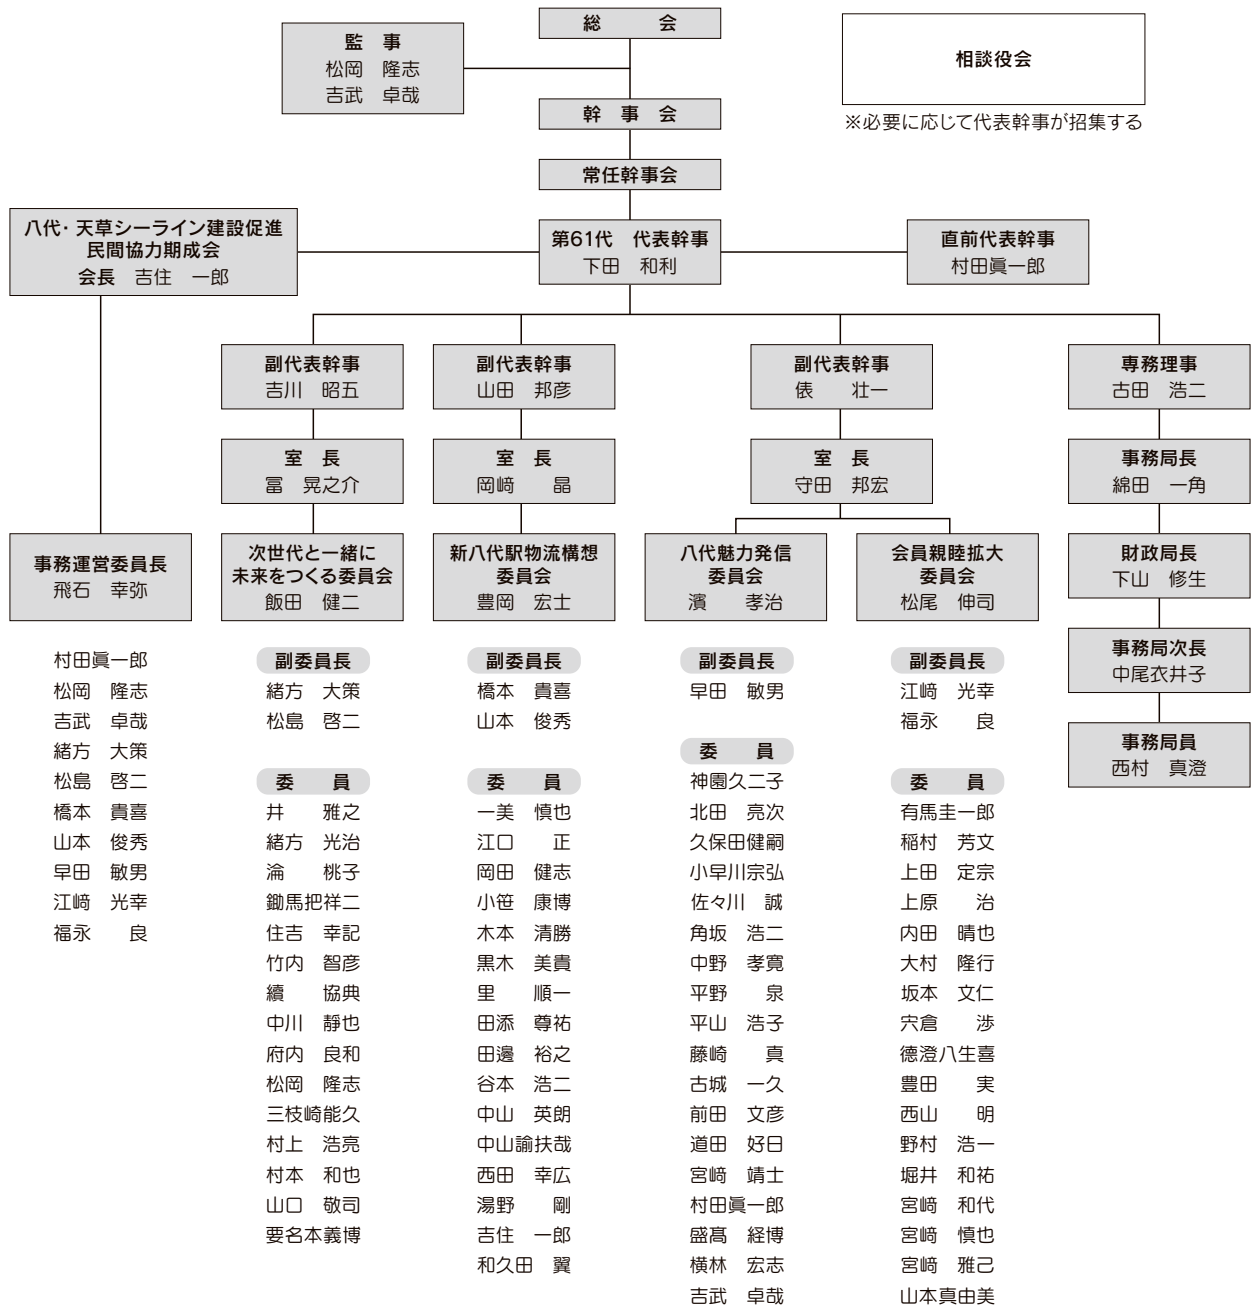 総　会
監　事
松岡　隆志
吉武　卓哉
相談役会
※必要に応じて代表幹事が招集する
幹　事　会
常任幹事会
八代・天草シーライン建設促進
民間協力期成会
会長　吉住　一郎
第61代　代表幹事
下田　和利
直前代表幹事
村田眞一郎
副代表幹事
吉川　昭五
副代表幹事
山田　邦彦
副代表幹事
俵　壮一
専務理事
古田　浩二
室　長
冨　晃之介
室　長
岡﨑　晶
室　長
守田　邦宏
事務局長
綿田　一角
事務運営委員長
飛石　幸弥
次世代と一緒に
未来をつくる委員会
飯田　健二
新八代駅物流構想
委員会
豊岡　宏士
八代魅力発信
委員会
濱　孝治
会員親睦拡大
委員会
松尾　伸司
財政局長
下山　修生
事務局次長
中尾衣井子
事務局員
西村　真澄
村田眞一郎
松岡　隆志
吉武　卓哉
緒方　大策
松島　啓二
橋本　貴喜
山本　俊秀
早田　敏男
江﨑　光幸
福永　良
副委員長
緒方　大策
松島　啓二
委　員
井　雅之
緒方　光治
瀹　桃子
鋤馬把祥二
住吉　幸記
竹内　智彦
續　協典
中川　靜也
府内　良和
松岡　隆志
三枝崎能久
村上　浩亮
村本　和也
山口　敬司
要名本義博
副委員長
橋本　貴喜
山本　俊秀
委　員
一美　慎也
江口　正
岡田　健志
小笹　康博
木本　清勝
黒木　美貴
里　順一
田添　尊祐
田邊　裕之
谷本　浩二
中山　英朗
中山諭扶哉
西田　幸広
湯野　剛
吉住　一郎
和久田　翼
副委員長
早田　敏男
委　員
神園久二子
北田　亮次
久保田健嗣
小早川宗弘
佐々川　誠
角坂　浩二
中野　孝寛
平野　泉
平山　浩子
藤崎　真
古城　一久
前田　文彦
道田　好日
宮﨑　靖士
村田眞一郎
盛髙　経博
横林　宏志
吉武　卓哉
副委員長
江﨑　光幸
福永　良
委　員
有馬圭一郎
稲村　芳文
上田　定宗
上原　治
内田　晴也
大村　隆行
坂本　文仁
宍倉　渉
德澄八生喜
豊田　実
西山　明
野村　浩一
堀井　和祐
宮﨑　和代
宮﨑　慎也
宮﨑　雅己
山本真由美